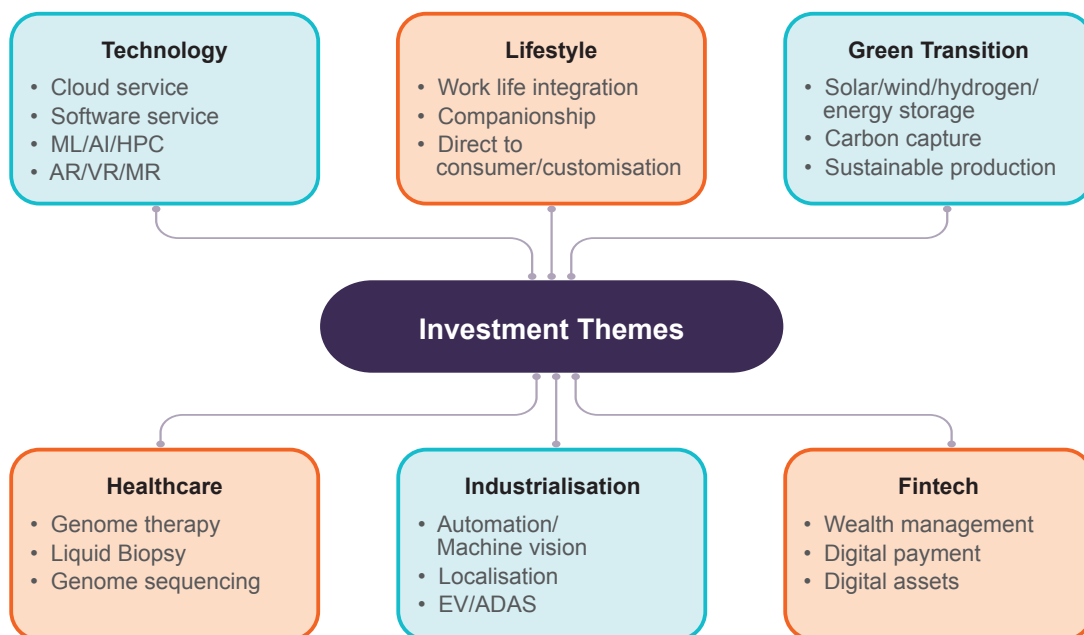 Technology
• Cloud service
• Software service
• ML/AI/HPC
• AR/VR/MR
Lifestyle
• Work life integration
• Companionship
• Direct to
consumer/customisation
Green Transition
• Solar/wind/hydrogen/
energy storage
• Carbon capture
• Sustainable production
Investment Themes
Healthcare
• Genome therapy
• Liquid Biopsy
• Genome sequencing
Industrialisation
• Automation/
Machine vision
• Localisation
• EV/ADAS
Fintech
• Wealth management
• Digital payment
• Digital assets